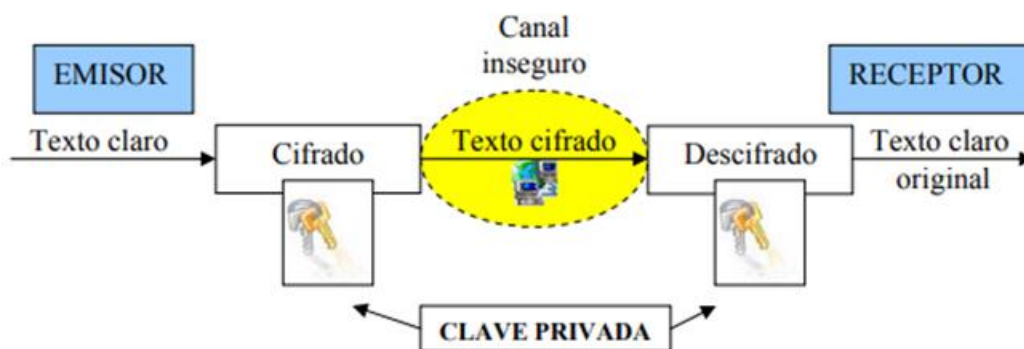 Canal
inseguro
EMISOR
RECEPTOR
Texto claro
Cifrado
Texto cifrado
Descifrado
Texto claro
original
CLAVE PRIVADA